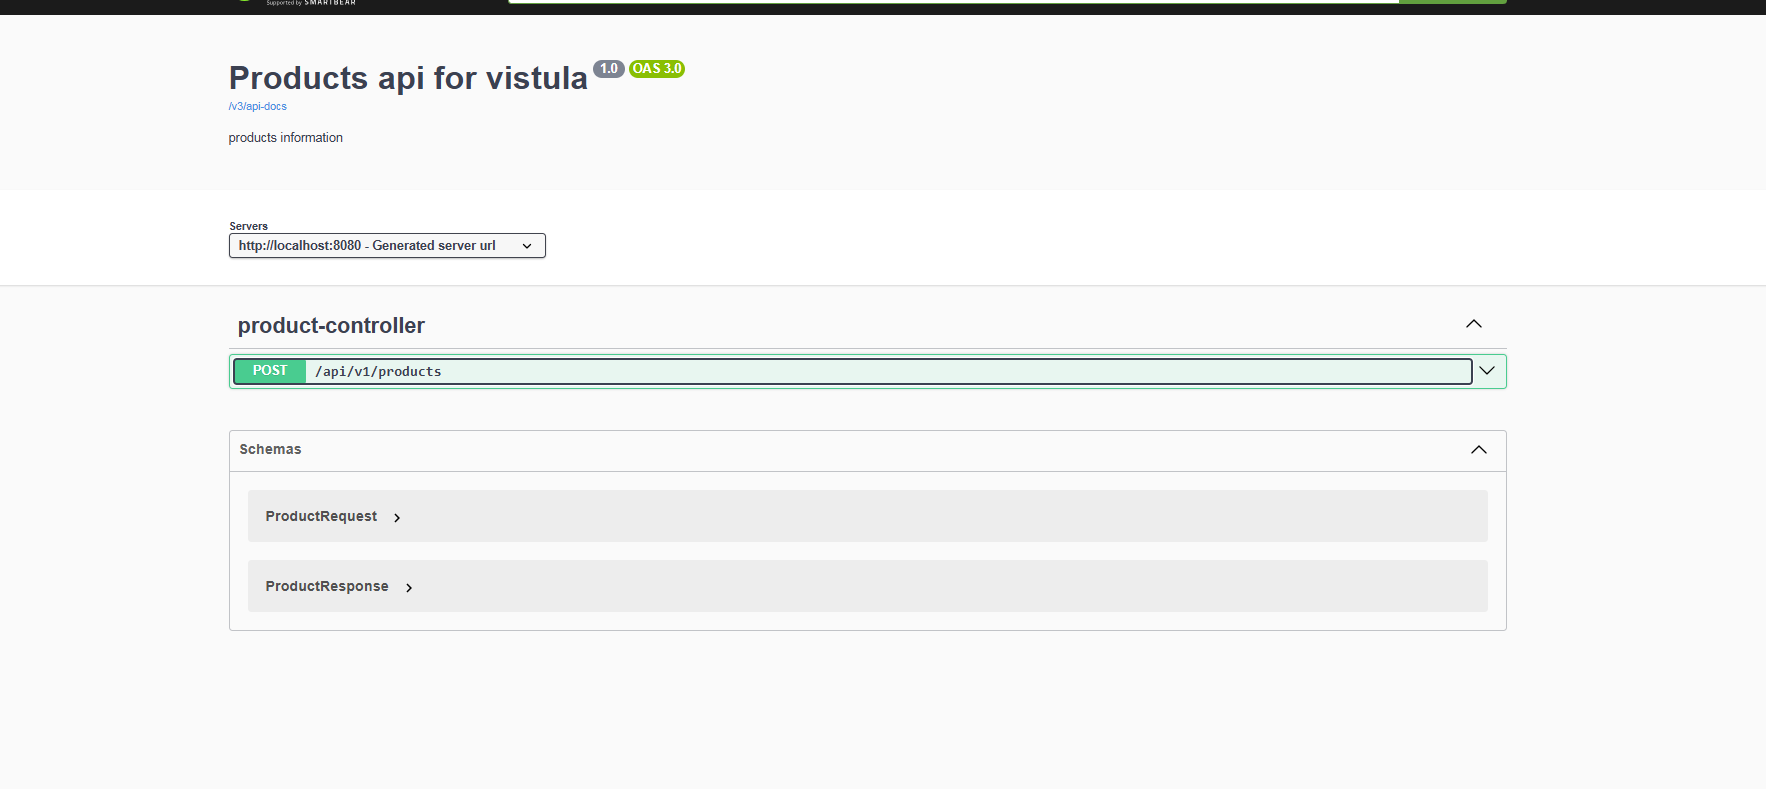 Supported by SMARTBEAR
Products api for vistula 1.0 OAS 3.0
/v3/api-docs
products information
Servers
http://localhost:8080 - Generated server url
product-controller
POST /api/v1/products
Schemas
ProductRequest
ProductResponse